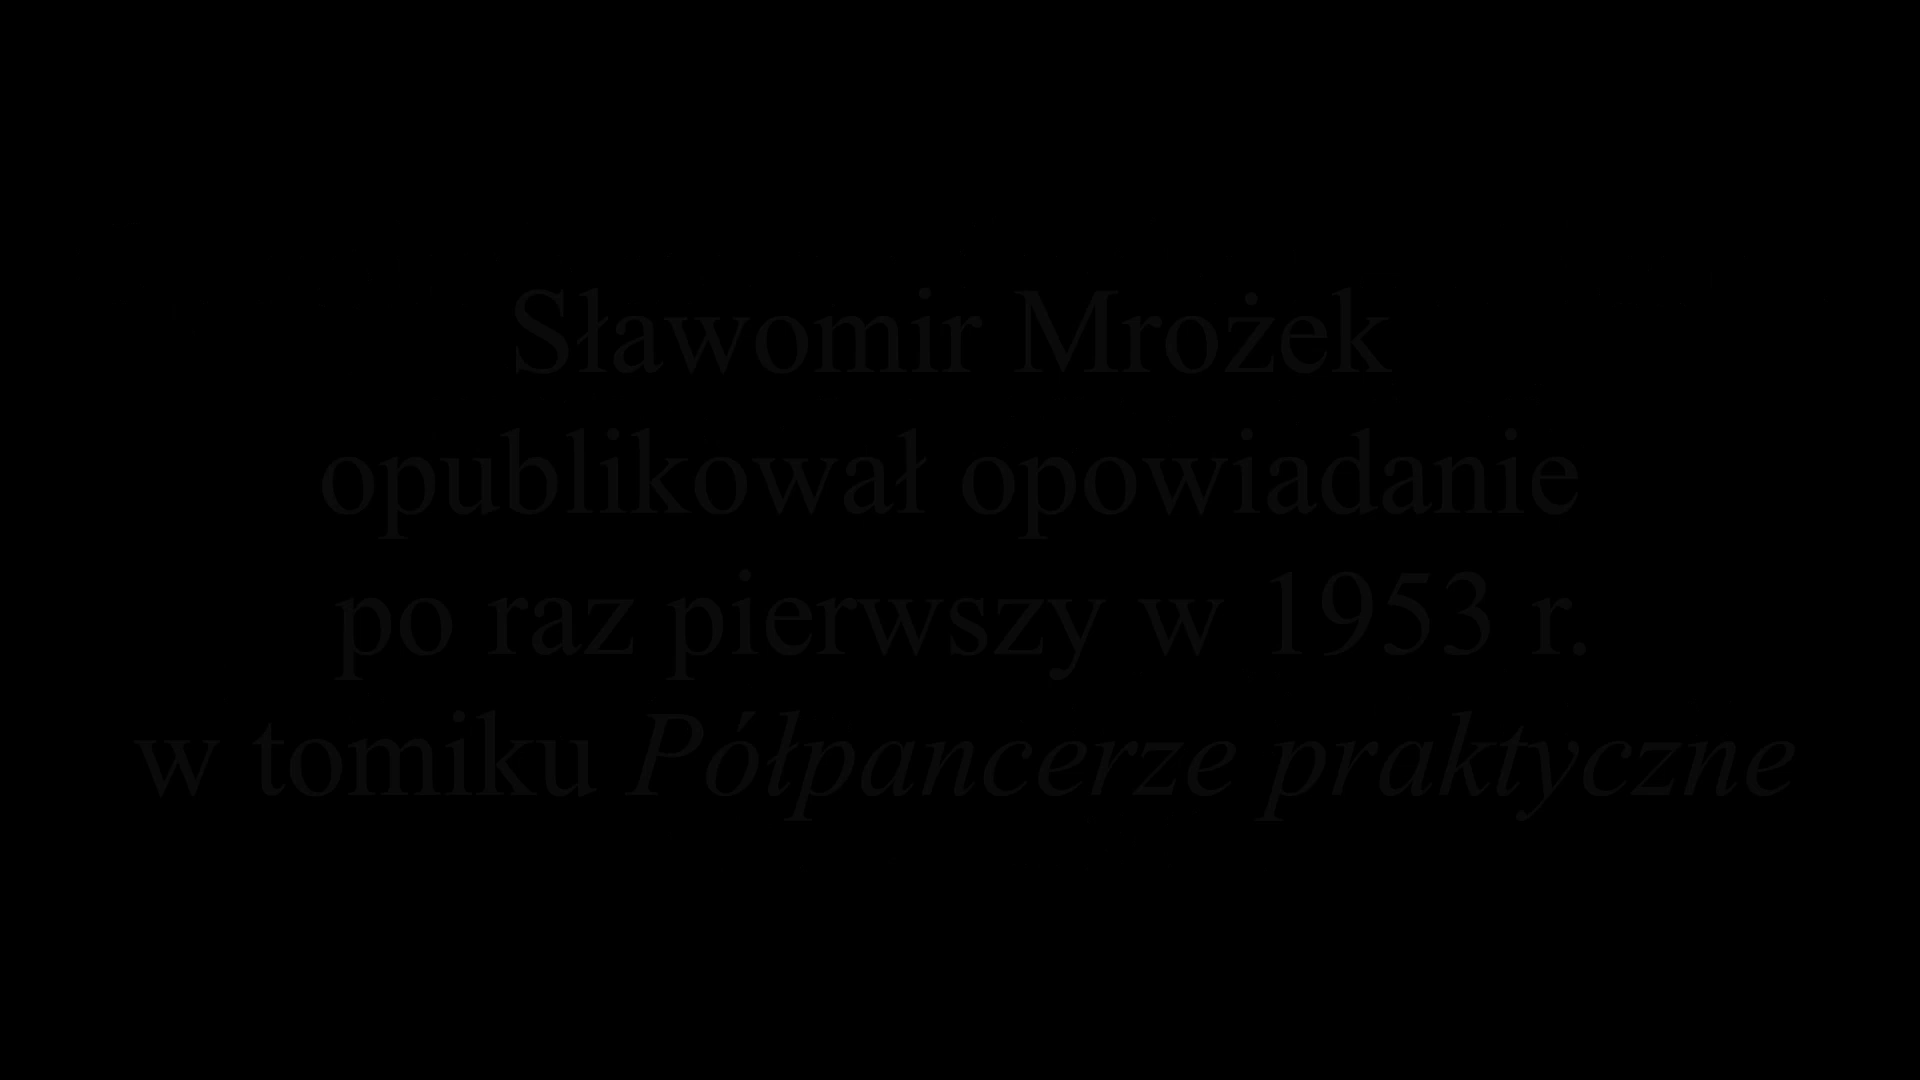 Sławomir Mrożek
opublikował opowiadanie
po raz pierwszy w 1953 r.
w tomiku Półpancerze praktyczne